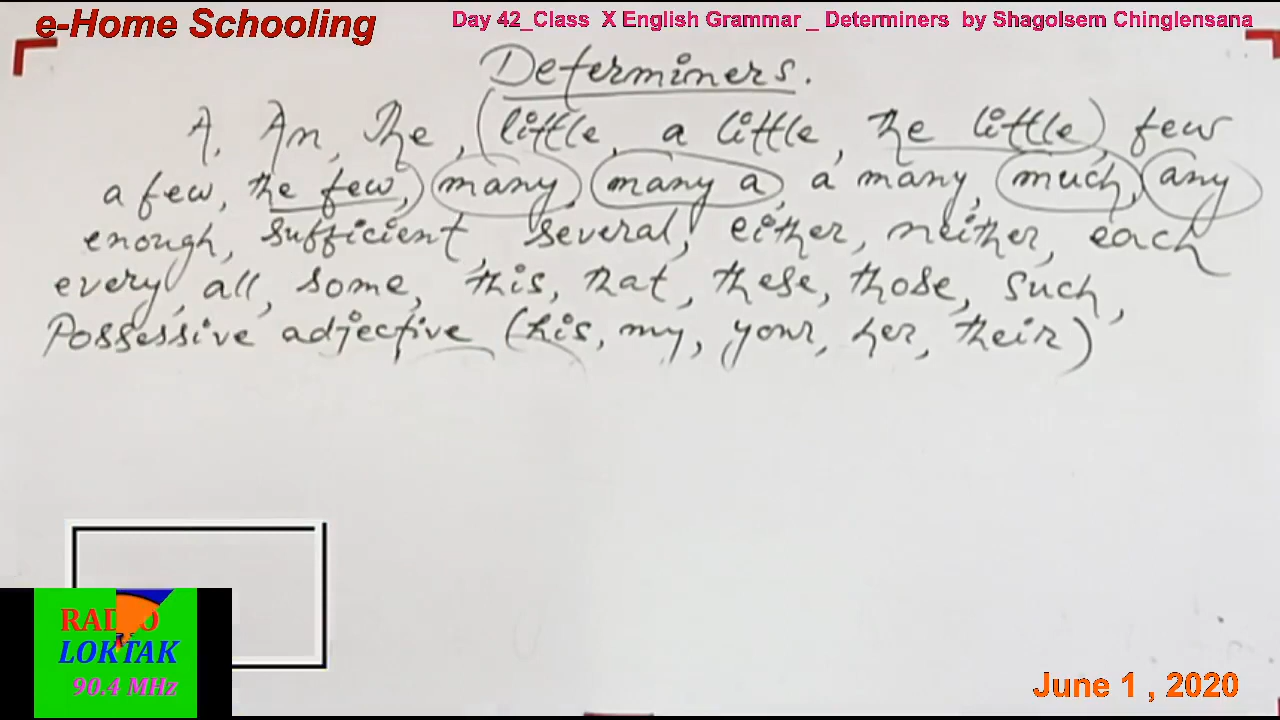 e-Home Schooling
Day 42_Class X English Grammar _ Determiners by Shagolsem Chinglensana
Determiners.
A, An, The, (little, a little, the little) few
a few, the few,) many, many a, a many, much, any
enough, sufficient, several, either, neither, each
every, all, some, this, that, these, those, such,
Possessive adjective (his, my, your, her, their)
RADIO
LOKTAK
90.4 MHz
June 1 , 2020